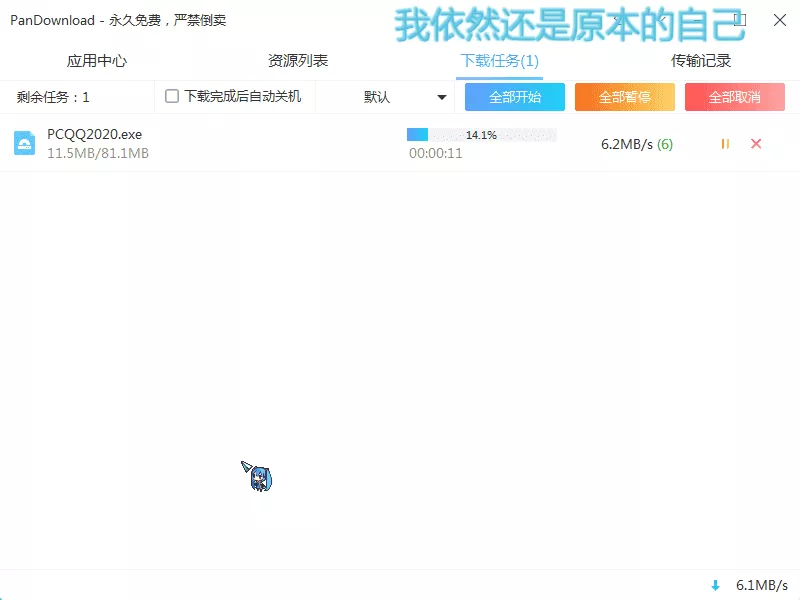 PanDownload - 永久免费，严禁倒卖
我依然还是原本的自己
应用中心
资源列表
下载任务(1)
传输记录
剩余任务：1
下载完成后自动关机
默认
全部开始
全部暂停
全部取消
PCQQ2020.exe
11.5MB/81.1MB
14.1%
00:00:11
6.2MB/s (6)
6.1MB/s